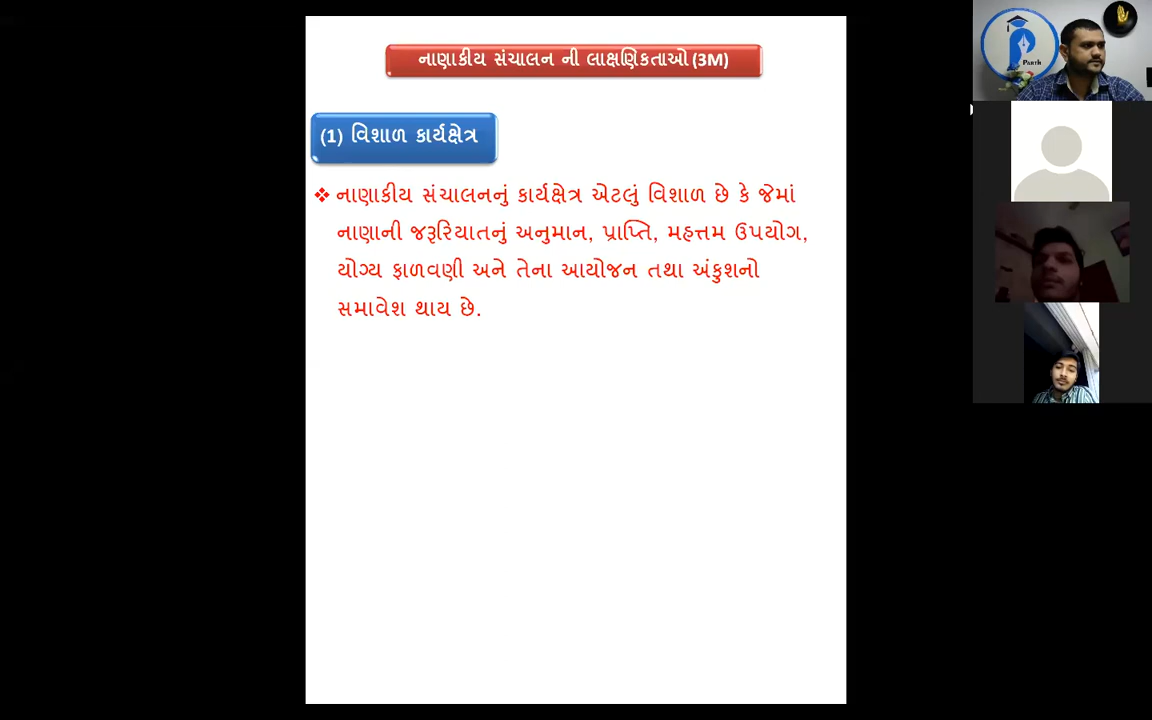 નાણાકીય સંચાલન ની લાક્ષણિકતાઓ (3M)
(1) વિશાળ કાર્યક્ષેત્ર
❖ નાણાકીય સંચાલનનું કાર્યક્ષેત્ર એટલું વિશાળ છે કે જેમાં
નાણાની જરૂરિયાતનું અનુમાન, પ્રાપ્તિ, મહત્તમ ઉપયોગ,
યોગ્ય ફાળવણી અને તેના આયોજન તથા અંકુશનો
સમાવેશ થાય છે.
Parth